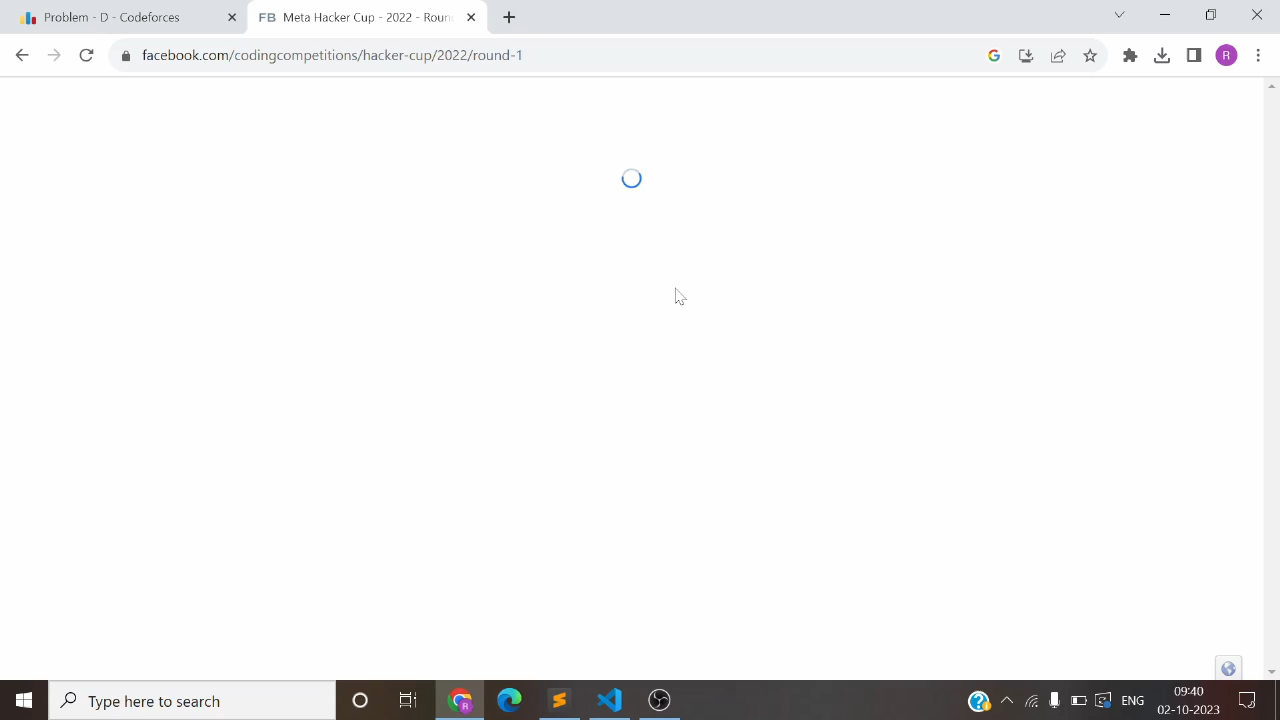 Problem - D - Codeforces
FB Meta Hacker Cup - 2022 - Roun
facebook.com/codingcompetitions/hacker-cup/2022/round-1
R
Type here to search
R
ENG
09:40
02-10-2023